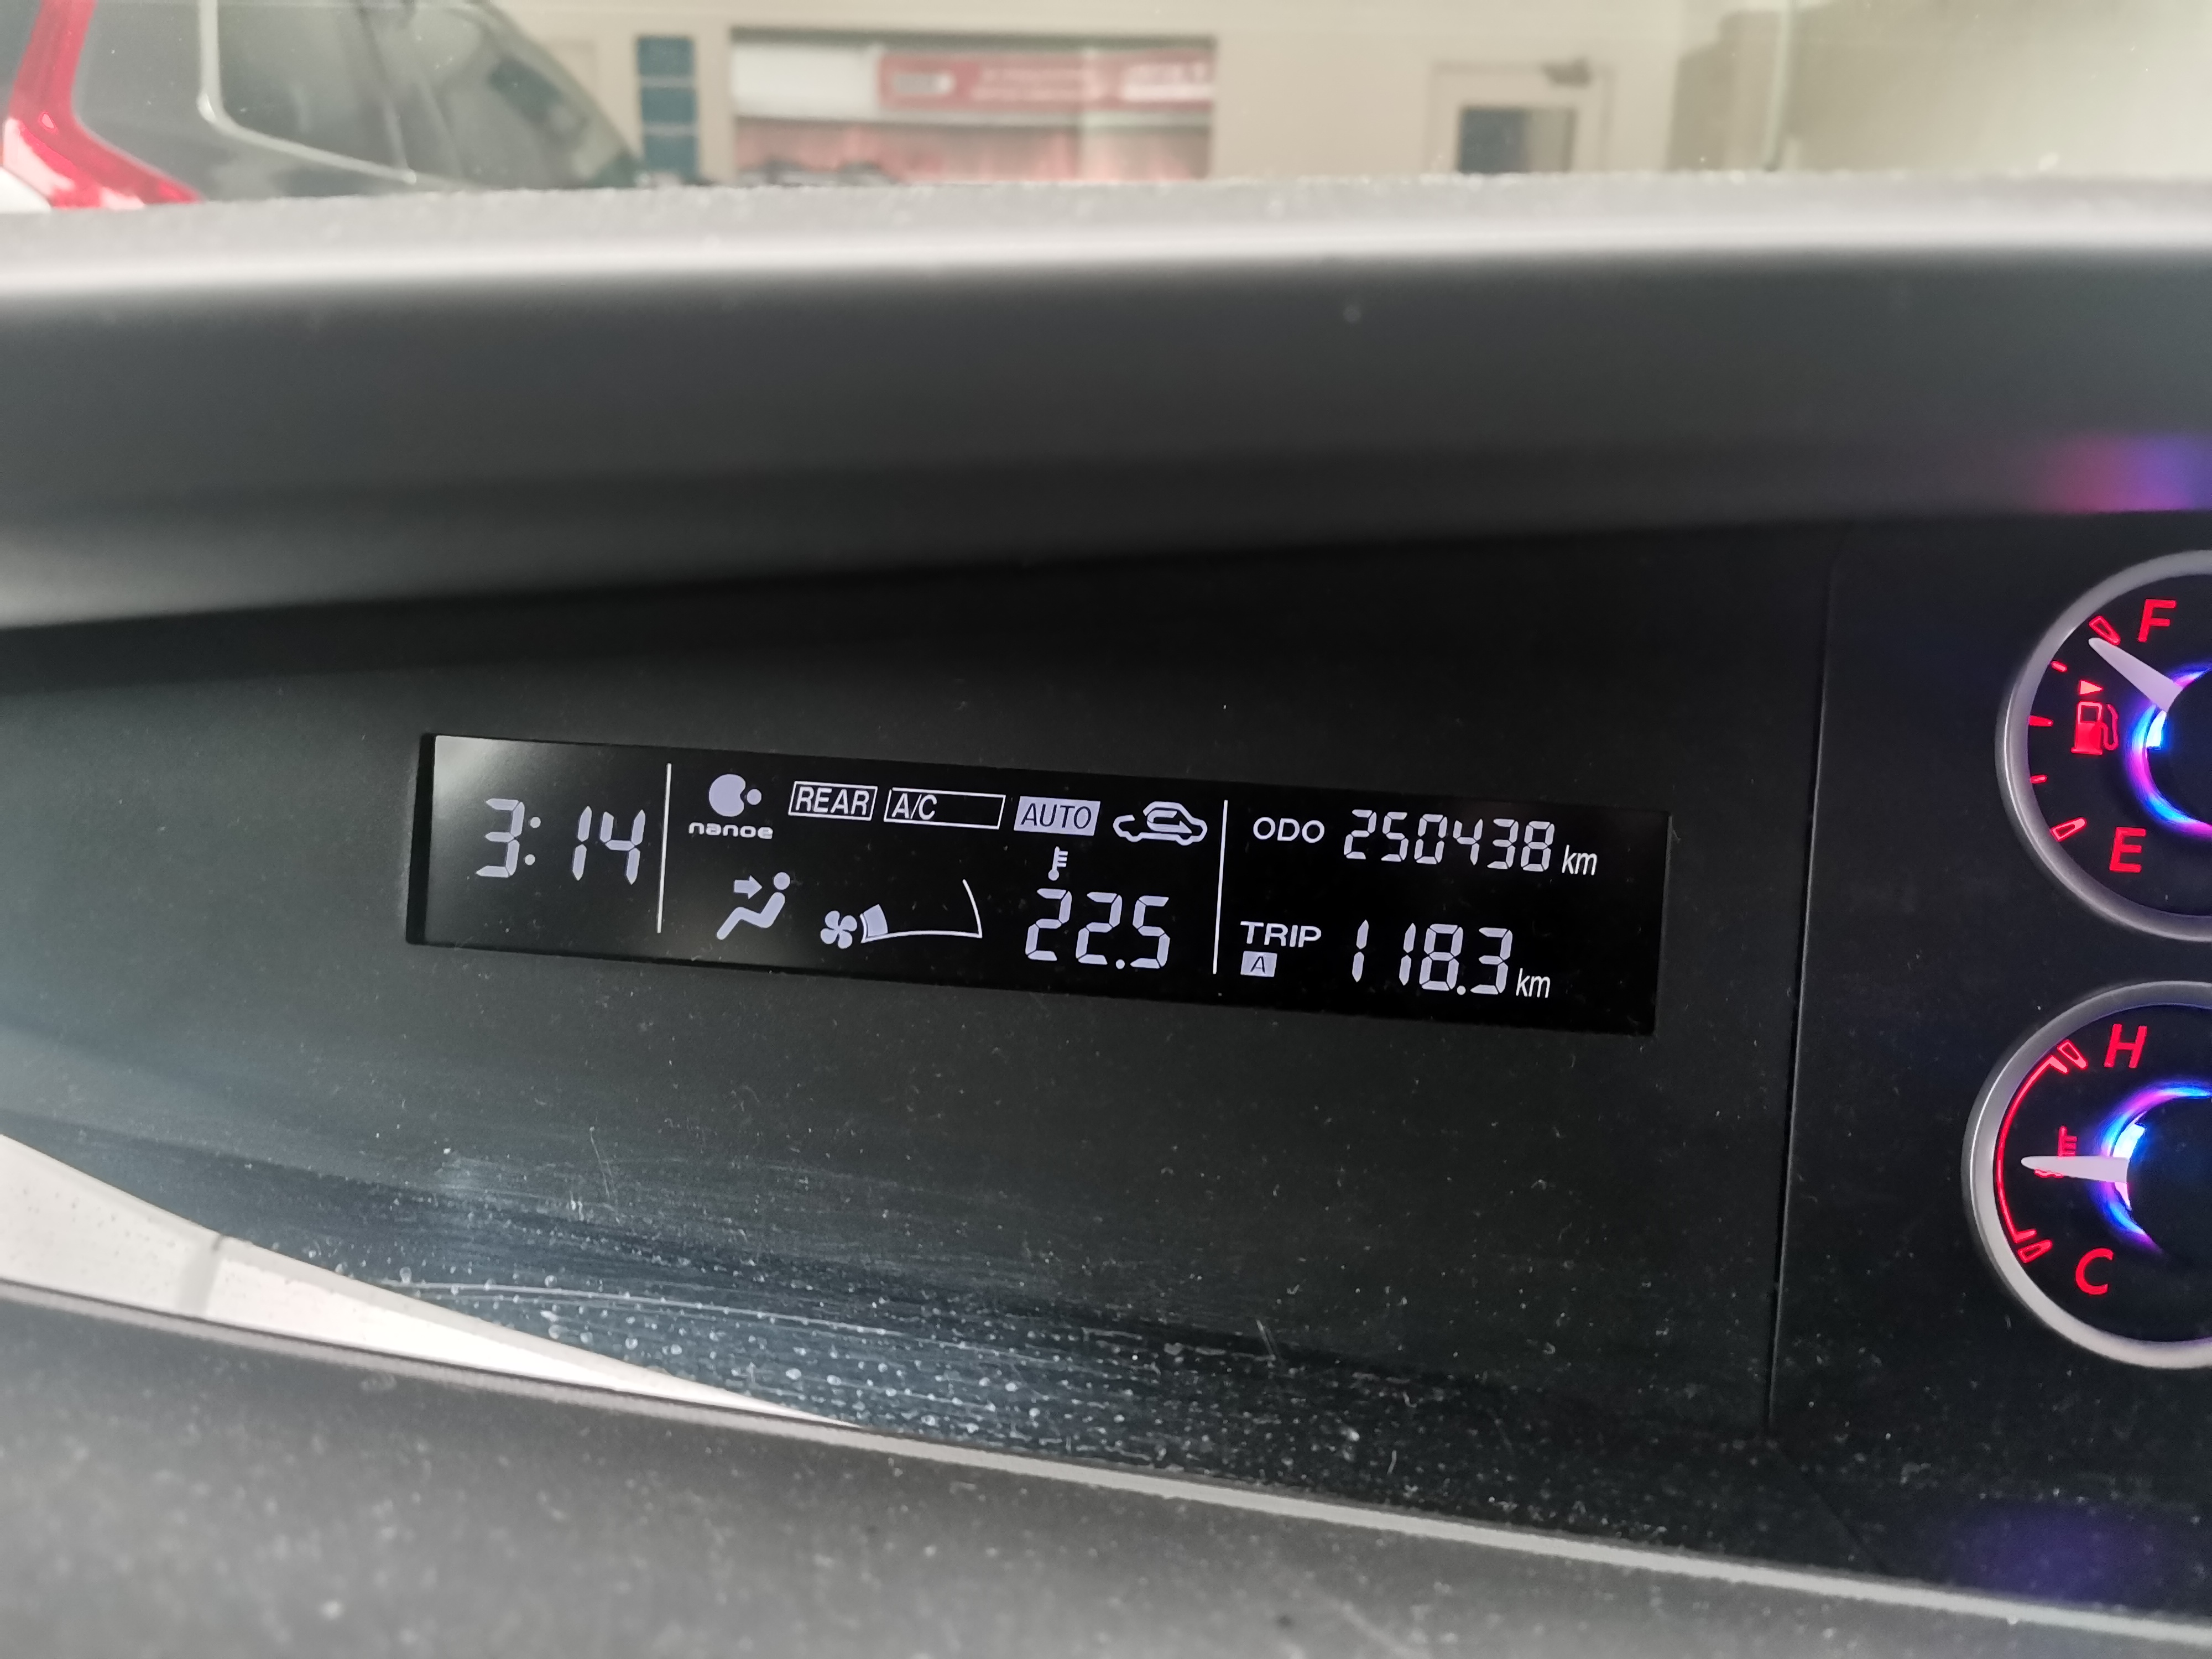 3:14
nanoe REAR A/C AUTO
22.5
ODO 250438 km
TRIP A 118.3 km
F
E
H
C